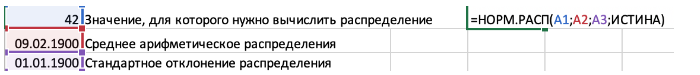 42 Значение, для которого нужно вычислить распределение =НОРМ.РАСП(A1;A2;A3;ИСТИНА)
09.02.1900 Среднее арифметическое распределения
01.01.1900 Стандартное отклонение распределения